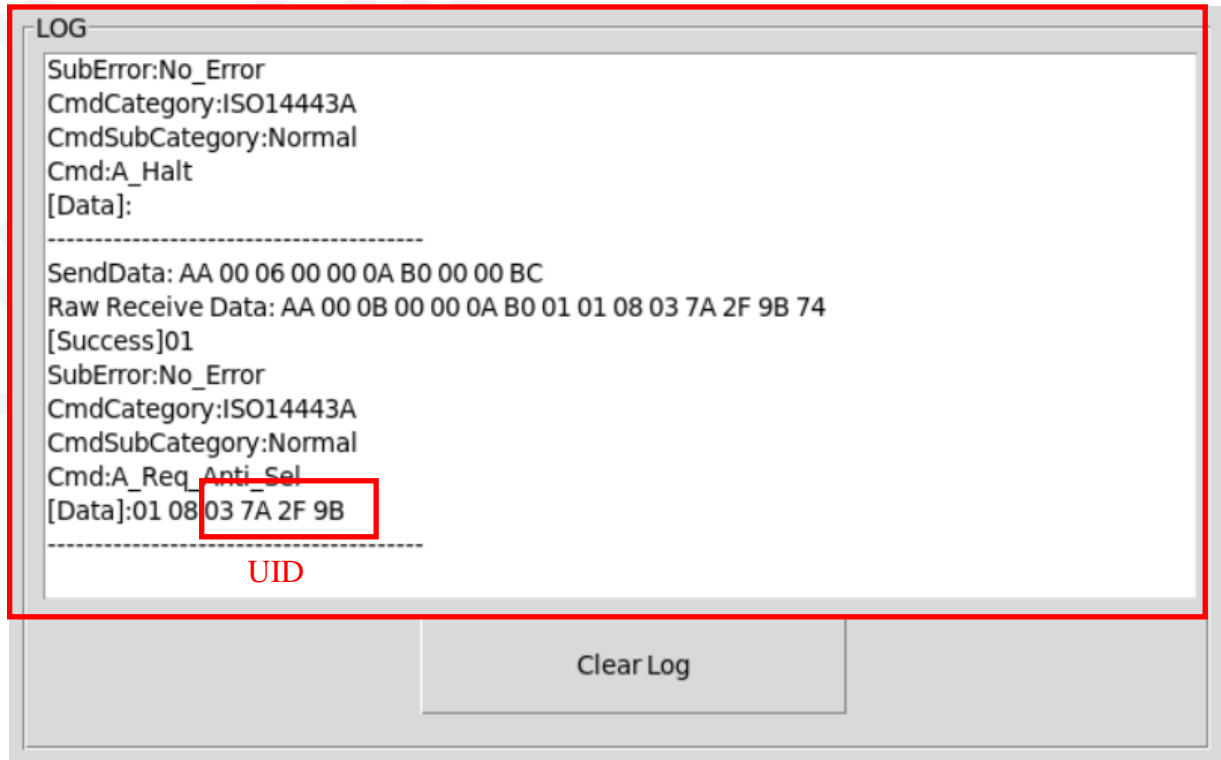 LOG
SubError:No_Error
CmdCategory:ISO14443A
CmdSubCategory:Normal
Cmd:A_Halt
[Data]:
----------------------------------------
SendData: AA 00 06 00 00 0A B0 00 00 BC
Raw Receive Data: AA 00 0B 00 00 0A B0 01 01 08 03 7A 2F 9B 74
[Success]01
SubError:No_Error
CmdCategory:ISO14443A
CmdSubCategory:Normal
Cmd:A_Req_Anti_Sel
[Data]:01 08 03 7A 2F 9B
----------------------------------------
UID
Clear Log